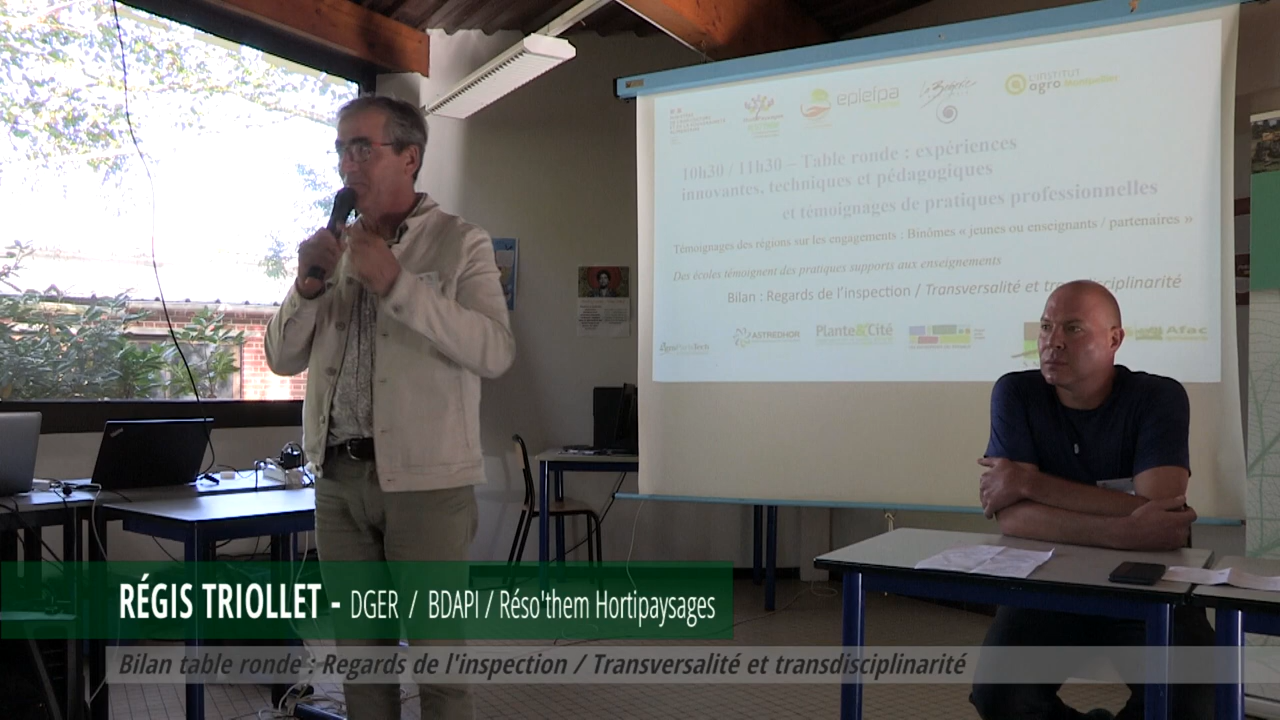 epiefpa
L'INSTITUT
agro Montpellier
10h30 / 11h30 – Table ronde : expériences
innovantes, techniques et pédagogiques
et témoignages de pratiques professionnelles
Témoignages des régions sur les engagements : Binômes « jeunes ou enseignants / partenaires »
Des écoles témoignent des pratiques supports aux enseignements
Bilan : Regards de l'inspection / Transversalité et transdisciplinarité
ASTREDHOR
Plante&Cité
Afac
RÉGIS TRIOLLET - DGER / BDAPI / Réso'them Hortipaysages
Bilan table ronde : Regards de l'inspection / Transversalité et transdisciplinarité